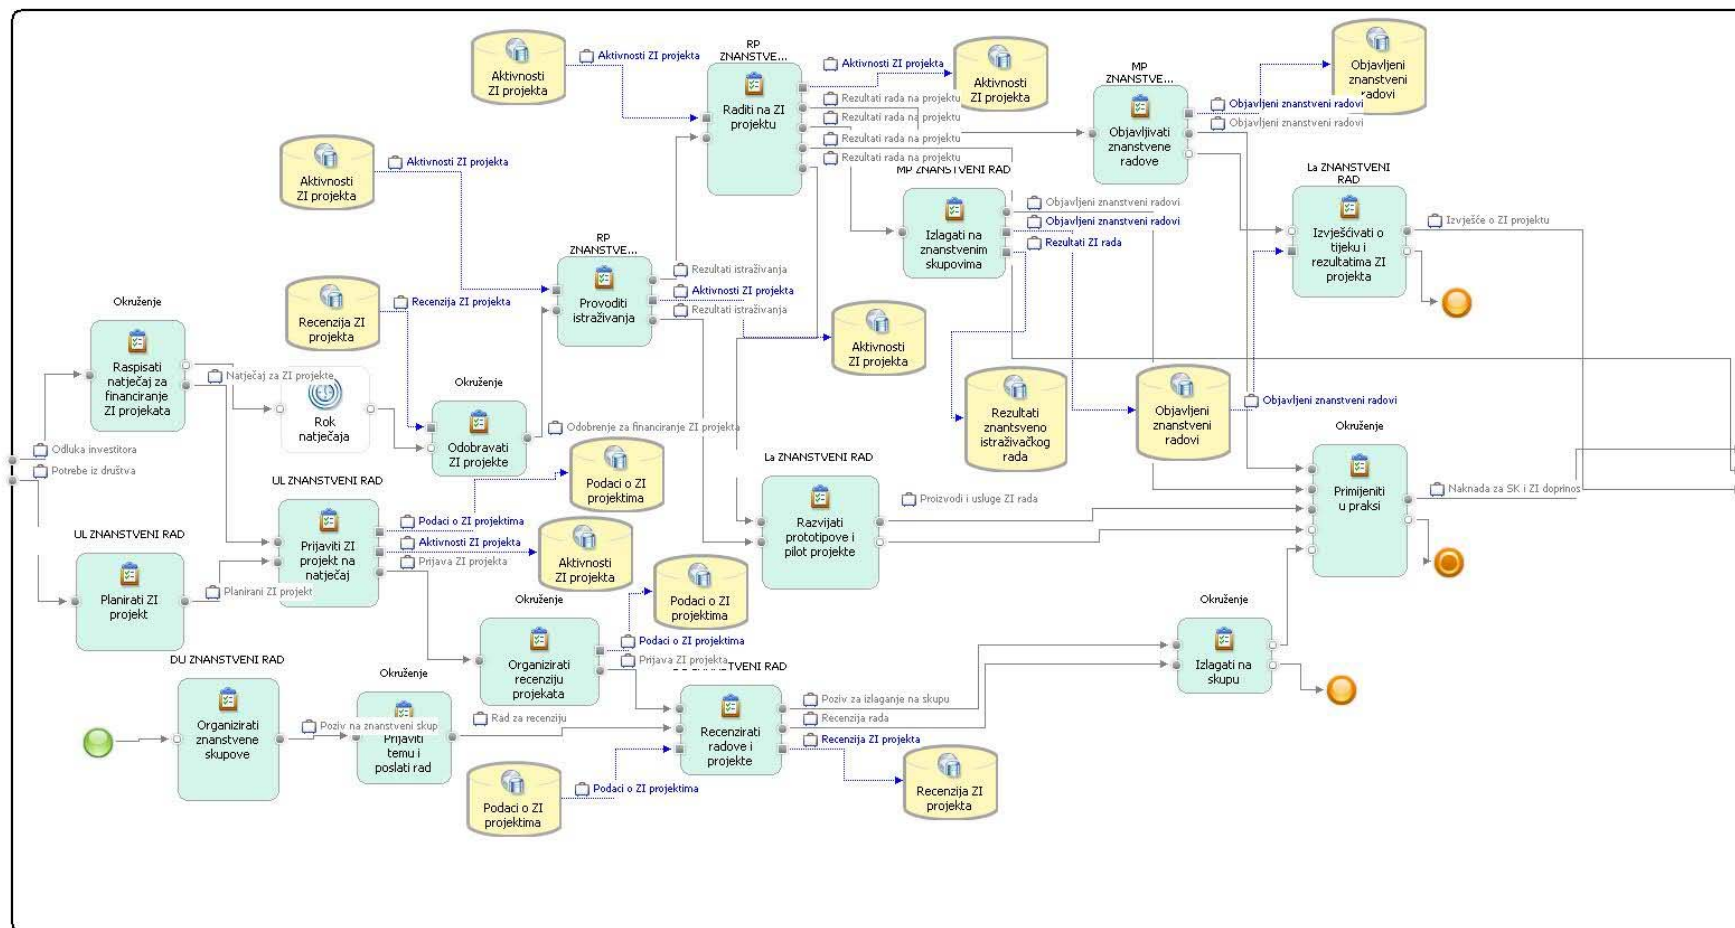 RP
ZNANSTVE...
Aktivnosti ZI projekta
Aktivnosti
ZI projekta
Raditi na ZI
projektu
Aktivnosti ZI projekta
Rezultati rada na projektu
Rezultati rada na projektu
Rezultati rada na projektu
Rezultati rada na projektu
Aktivnosti
ZI projekta
MP
ZNANSTVE...
Objavljivati
znanstvene
radove
Objavljeni
znanstveni
radovi
Objavljeni znanstveni radovi
Objavljeni znanstveni radovi
Aktivnosti ZI projekta
Aktivnosti
ZI projekta
MP ZNANSTVENI RAD
Izlagati na
znanstvenim
skupovima
Objavljeni znanstveni radovi
Objavljeni znanstveni radovi
Rezultati ZI rada
La ZNANSTVENI
RAD
Izvješćivati o
tijeku i
rezultatima ZI
projekta
Izvješće o ZI projektu
RP
ZNANSTVE...
Provoditi
istraživanja
Rezultati istraživanja
Aktivnosti ZI projekta
Rezultati istraživanja
Recenzija ZI projekta
Recenzija ZI
projekta
Aktivnosti
ZI projekta
Okruženje
Raspisati
natječaj za
financiranje
ZI projekata
Natječaj za ZI projekte
Rok
natječaja
Okruženje
Odobravati
ZI projekte
Odobrenje za financiranje ZI projekta
Rezultati
znantsveno
istraživačkog
rada
Objavljeni
znanstveni
radovi
Objavljeni znanstveni radovi
Odluka investitora
Potrebe iz društva
UL ZNANSTVENI RAD
Prijaviti ZI
projekt na
natječaj
Podaci o ZI projektima
Aktivnosti ZI projekta
Prijava ZI projekta
Podaci o ZI
projektima
Aktivnosti
ZI projekta
La ZNANSTVENI RAD
Razvijati
prototipove i
pilot projekte
Proizvodi i usluge ZI rada
Okruženje
Primijeniti
u praksi
Naknada za SK i ZI doprinos
UL ZNANSTVENI RAD
Planirati ZI
projekt
Planirani ZI projekt
Okruženje
Organizirati
recenziju
projekata
Podaci o ZI projektima
Prijava ZI projekta
Podaci o ZI
projektima
Okruženje
Izlagati na
skupu
DU ZNANSTVENI RAD
Organizirati
znanstvene
skupove
Poziv na znanstveni skup
Okruženje
Prijaviti
temu i
poslati rad
Rad za recenziju
ZNANSTVENI RAD
Recenzirati
radove i
projekte
Poziv za izlaganje na skupu
Recenzija rada
Recenzija ZI projekta
Podaci o ZI projektima
Podaci o ZI
projektima
Recenzija ZI
projekta